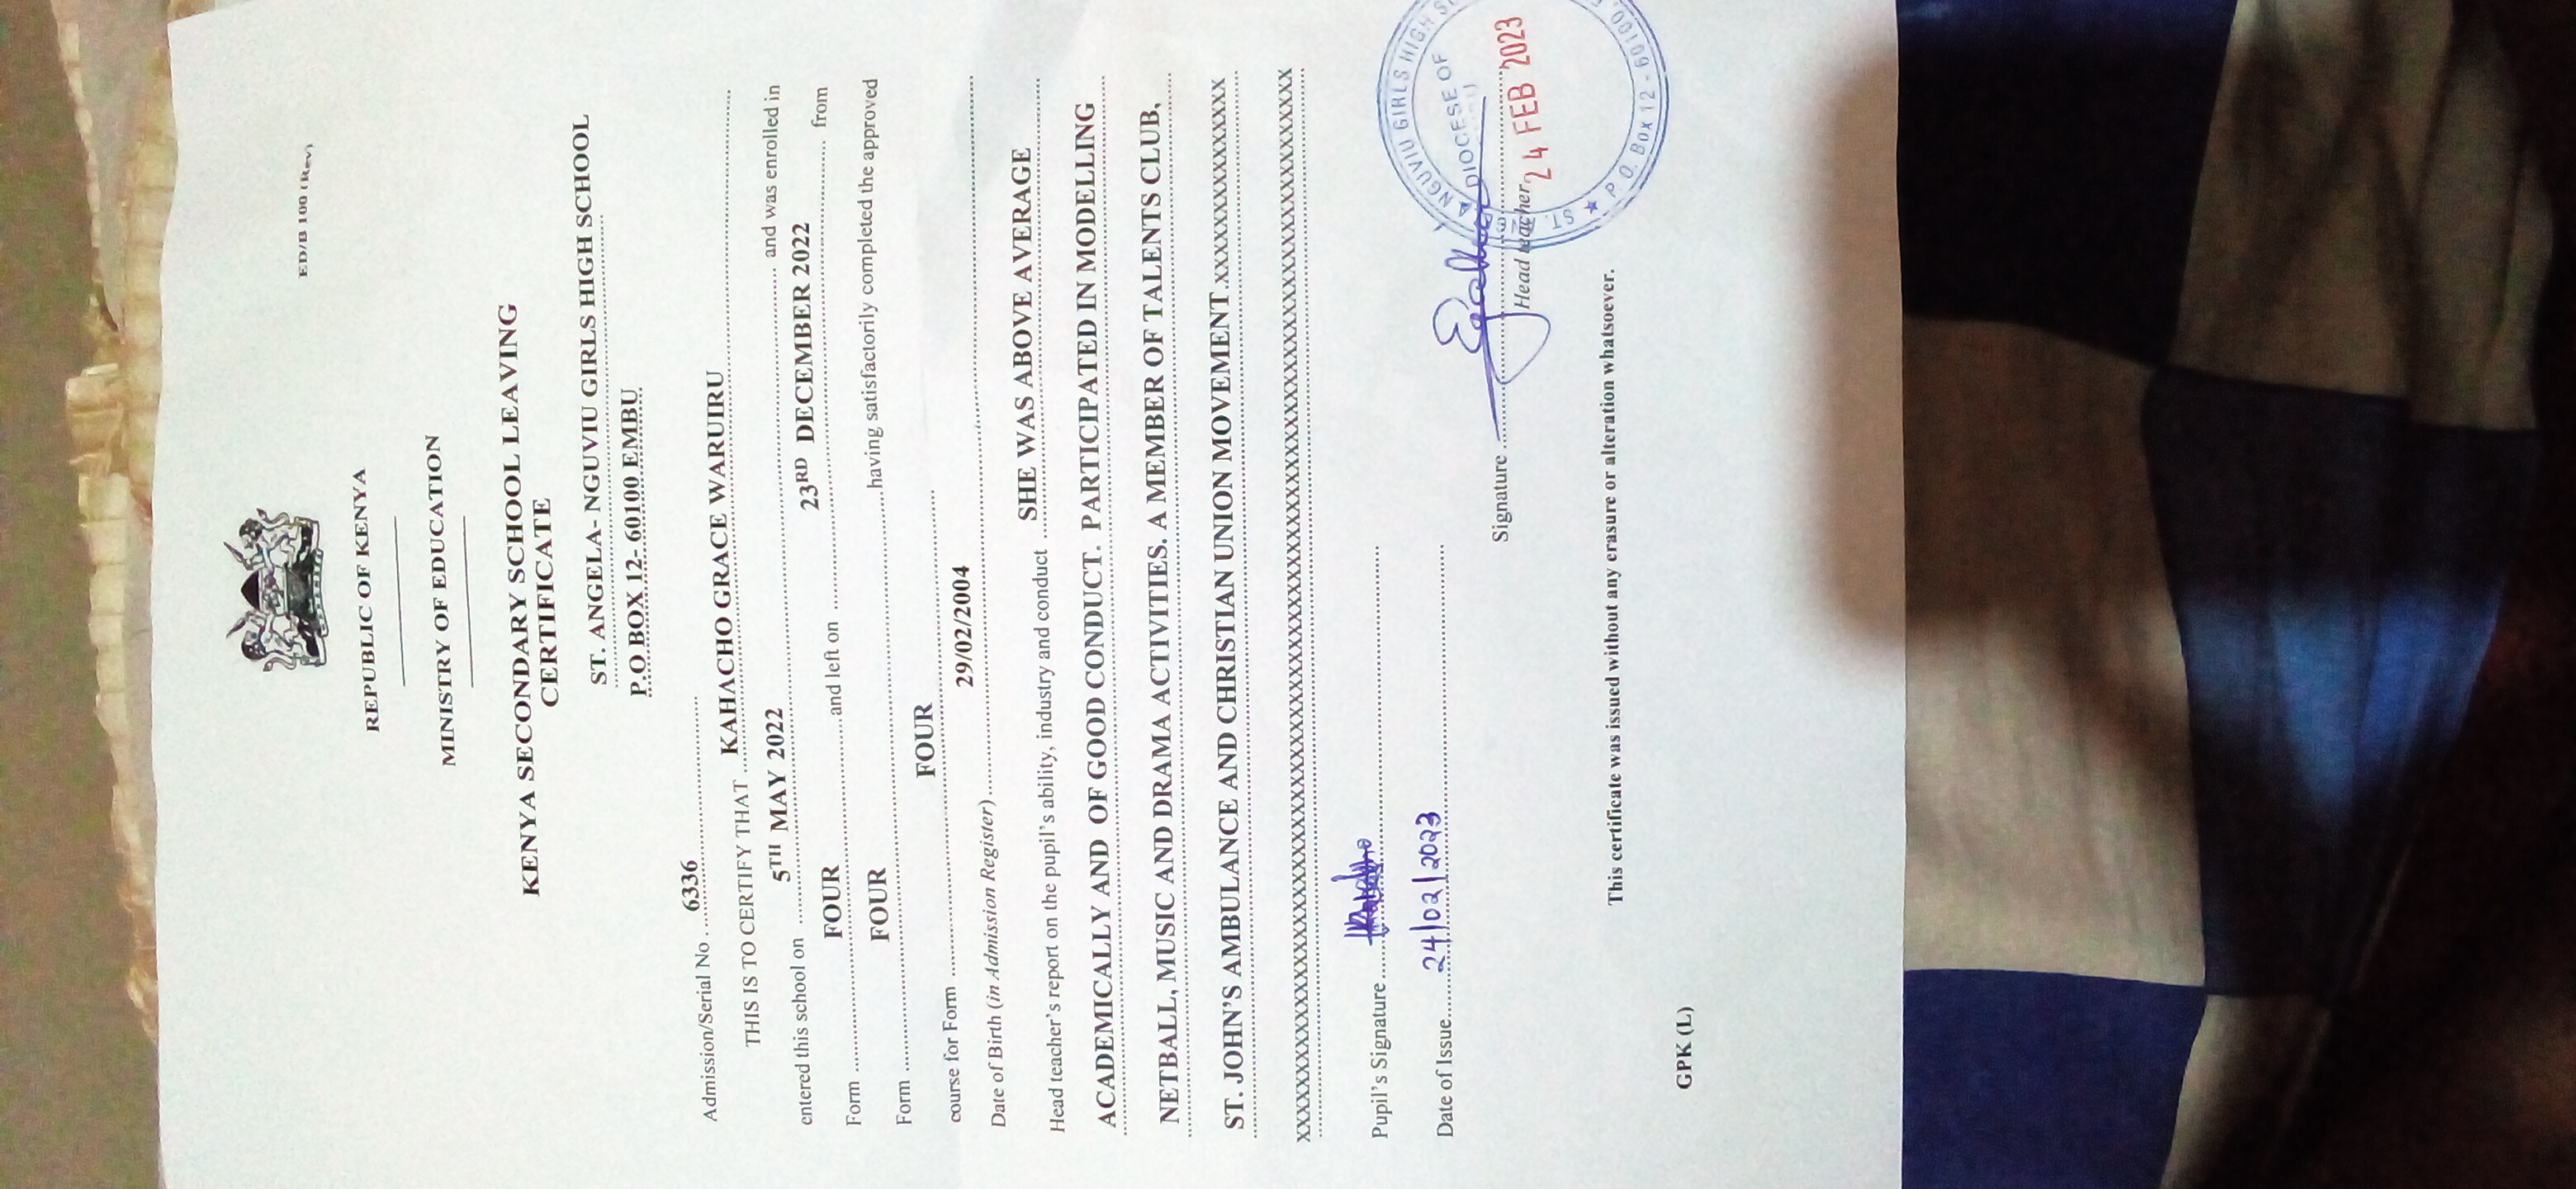 ED/B 100 (Rev)
REPUBLIC OF KENYA
MINISTRY OF EDUCATION
KENYA SECONDARY SCHOOL LEAVING
CERTIFICATE
ST. ANGELA- NGUVIU GIRLS HIGH SCHOOL
P.O BOX 12- 60100 EMBU
Admission/Serial No. 6336
THIS IS TO CERTIFY THAT KAHACHO GRACE WARUIRU
entered this school on 5TH MAY 2022 and was enrolled in
Form FOUR and left on 23RD DECEMBER 2022 from
Form FOUR having satisfactorily completed the approved
course for Form FOUR
Date of Birth (in Admission Register) 29/02/2004
Head teacher's report on the pupil's ability, industry and conduct SHE WAS ABOVE AVERAGE
ACADEMICALLY AND OF GOOD CONDUCT. PARTICIPATED IN MODELLING
NETBALL, MUSIC AND DRAMA ACTIVITIES. A MEMBER OF TALENTS CLUB,
ST. JOHN'S AMBULANCE AND CHRISTIAN UNION MOVEMENT.XXXXXXXXXXXXXXX
XXXXXXXXXXXXXXXXXXXXXXXXXXXXXXXXXXXXXXXXXXXXXXXXXXXXXXXXXXXXXXXXXXXXXXXXXXXXXXX
Pupil's Signature
Date of Issue 24/02/2023
Signature
Head teacher
ST. ANGELA NGUVIU GIRLS HIGH
DIOCESE OF
24 FEB 2023
P.O. Box 12 - 60100,
This certificate was issued without any erasure or alteration whatsoever.
GPK (L)